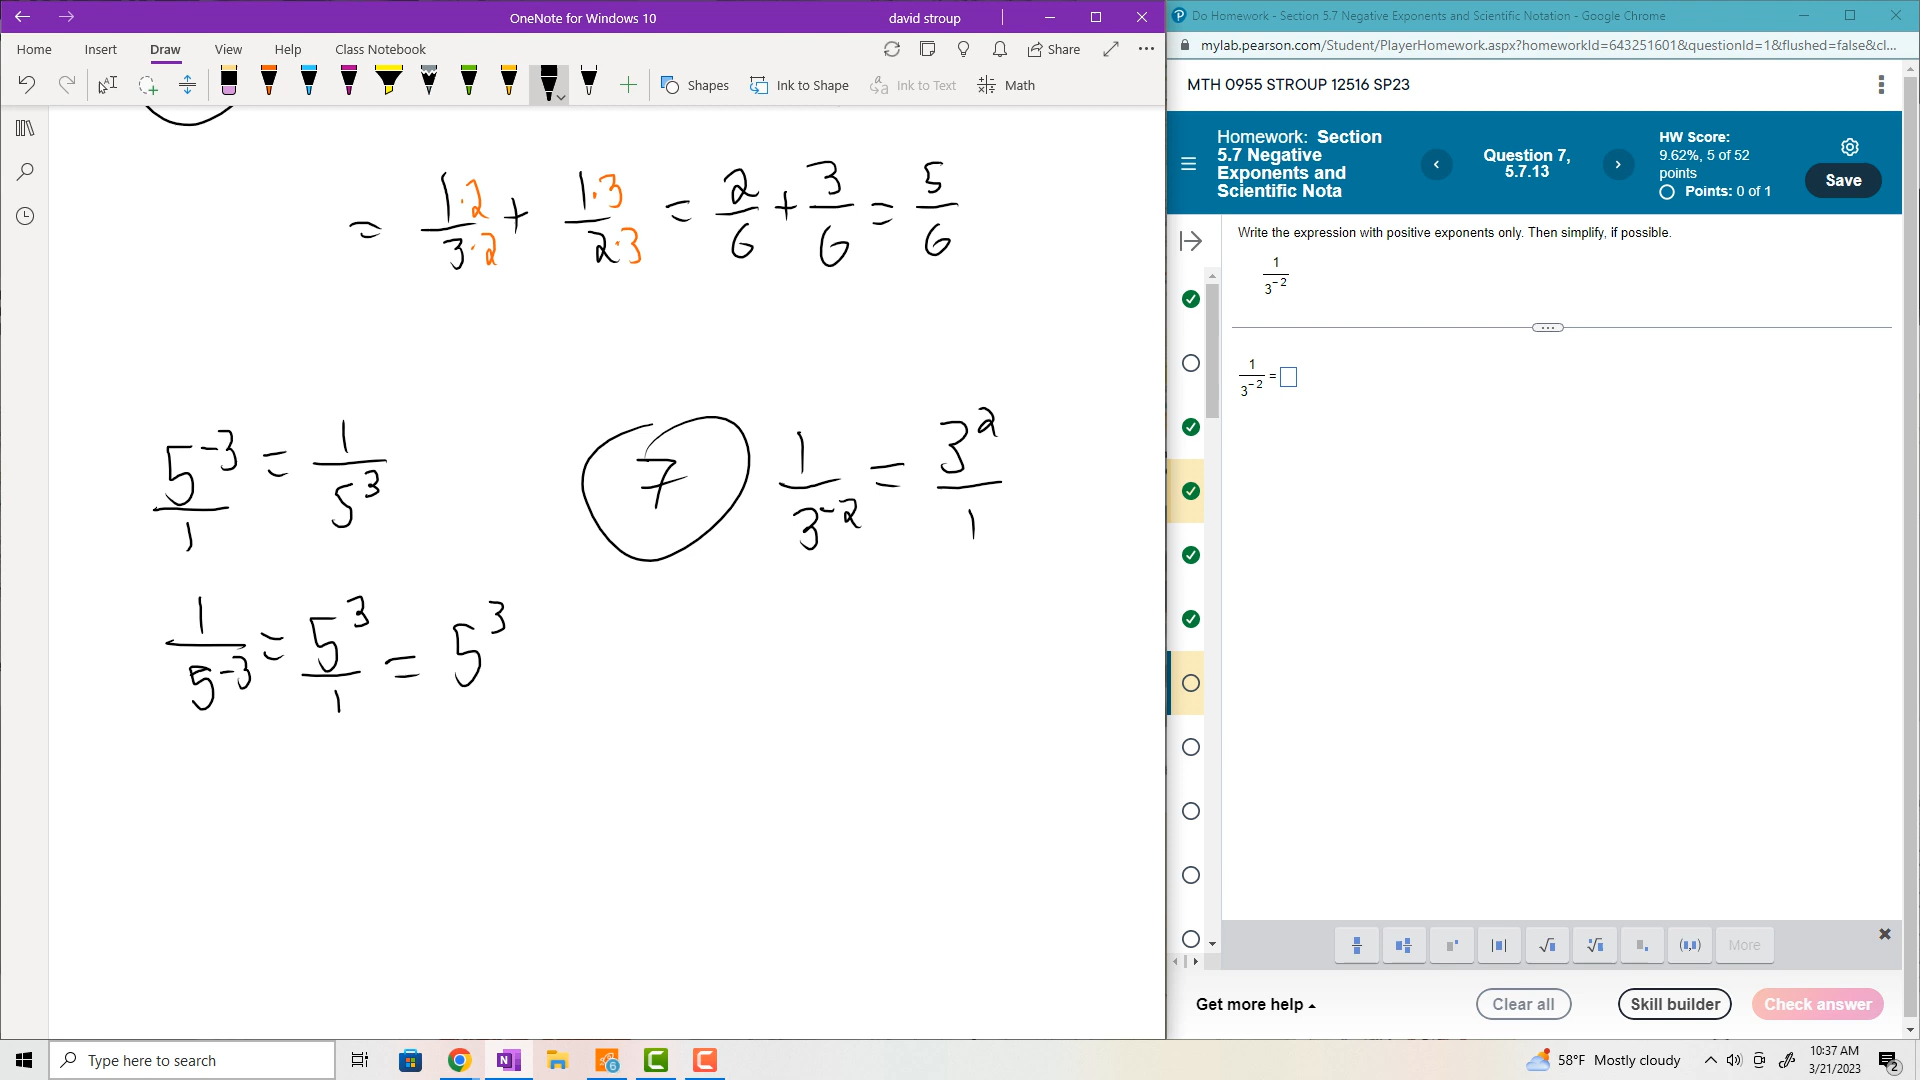 OneNote for Windows 10
david stroup
Home Insert Draw View Help Class Notebook
Share
Shapes Ink to Shape Ink to Text Math
= 1·2/3·2 + 1·3/2·3 = 2/6 + 3/6 = 5/6
5^-3/1 = 1/5^3
7 1/3^-2 = 3^2/1
1/5^-3 = 5^3/1 = 5^3
Do Homework - Section 5.7 Negative Exponents and Scientific Notation - Google Chrome
mylab.pearson.com/Student/PlayerHomework.aspx?homeworkId=643251601&questionId=1&flushed=false&cl...
MTH 0955 STROUP 12516 SP23
Homework: Section
5.7 Negative
Exponents and
Scientific Nota
Question 7,
5.7.13
HW Score:
9.62%, 5 of 52
points
Points: 0 of 1
Save
Write the expression with positive exponents only. Then simplify, if possible.
1/3^-2
1/3^-2 =
More
Get more help
Clear all
Skill builder
Check answer
Type here to search
58°F Mostly cloudy
10:37 AM
3/21/2023
2